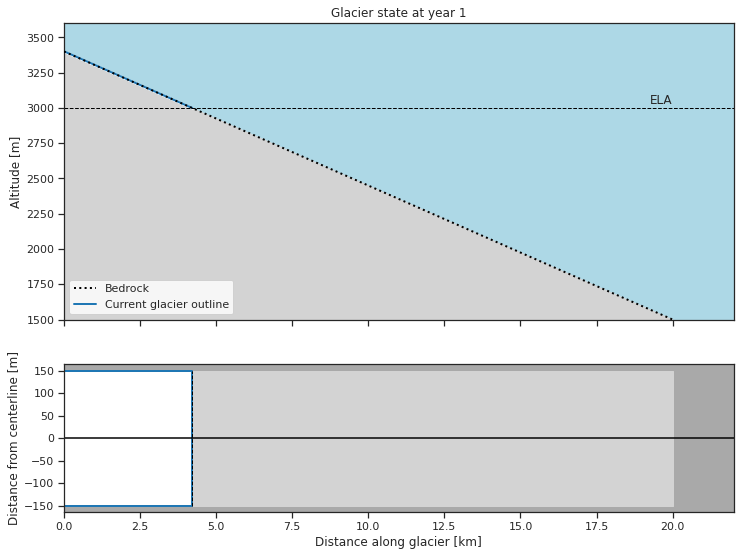 Glacier state at year 1
Altitude [m]
3500
3250
3000
2750
2500
2250
2000
1750
1500
ELA
Bedrock
Current glacier outline
Distance from centerline [m]
150
100
50
0
−50
−100
−150
0.0 2.5 5.0 7.5 10.0 12.5 15.0 17.5 20.0
Distance along glacier [km]